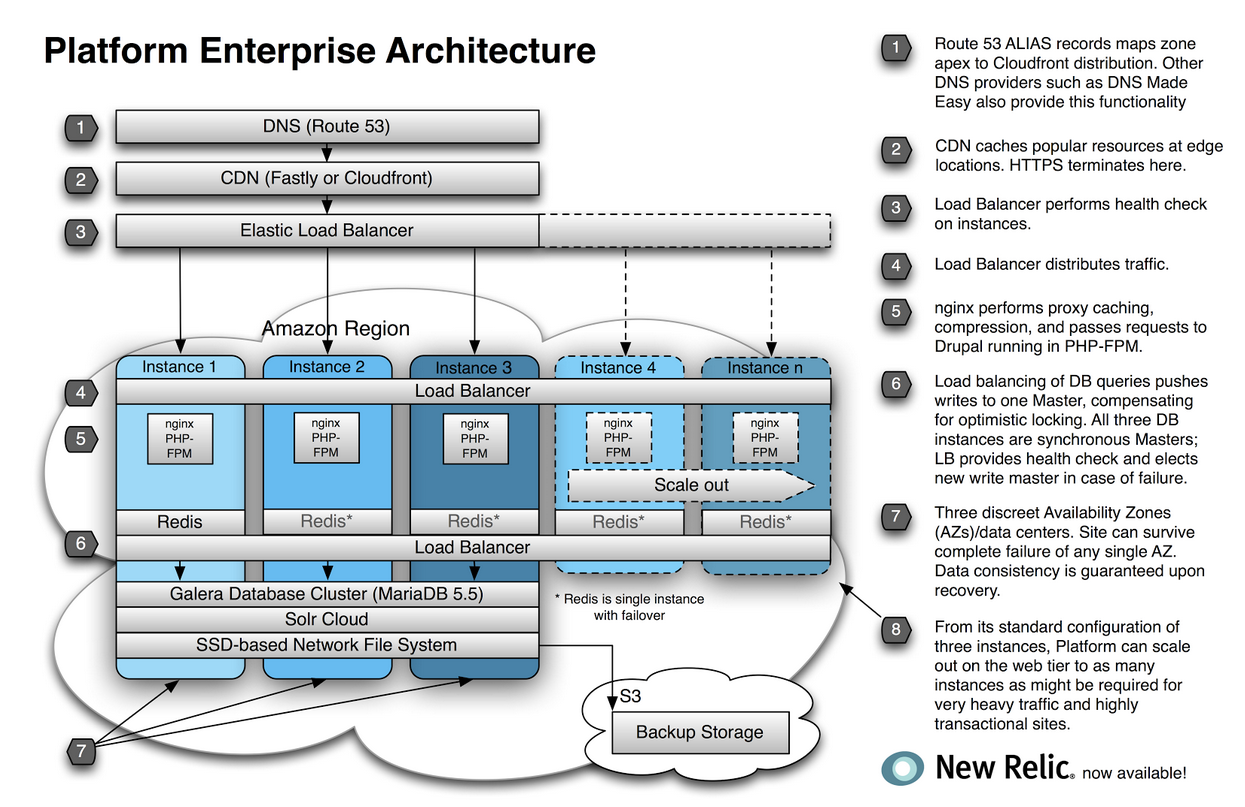 Platform Enterprise Architecture
1
DNS (Route 53)
2
CDN (Fastly or Cloudfront)
3
Elastic Load Balancer
Amazon Region
Instance 1
Instance 2
Instance 3
Instance 4
Instance n
4
Load Balancer
5
nginx
PHP-
FPM
nginx
PHP-
FPM
nginx
PHP-
FPM
nginx
PHP-
FPM
nginx
PHP-
FPM
Scale out
Redis
Redis*
Redis*
Redis*
Redis*
6
Load Balancer
Galera Database Cluster (MariaDB 5.5)
Solr Cloud
SSD-based Network File System
* Redis is single instance
with failover
S3
Backup Storage
7
1
Route 53 ALIAS records maps zone
apex to Cloudfront distribution. Other
DNS providers such as DNS Made
Easy also provide this functionality
2
CDN caches popular resources at edge
locations. HTTPS terminates here.
3
Load Balancer performs health check
on instances.
4
Load Balancer distributes traffic.
5
nginx performs proxy caching,
compression, and passes requests to
Drupal running in PHP-FPM.
6
Load balancing of DB queries pushes
writes to one Master, compensating
for optimistic locking. All three DB
instances are synchronous Masters;
LB provides health check and elects
new write master in case of failure.
7
Three discreet Availability Zones
(AZs)/data centers. Site can survive
complete failure of any single AZ.
Data consistency is guaranteed upon
recovery.
8
From its standard configuration of
three instances, Platform can scale
out on the web tier to as many
instances as might be required for
very heavy traffic and highly
transactional sites.
New Relic® now available!